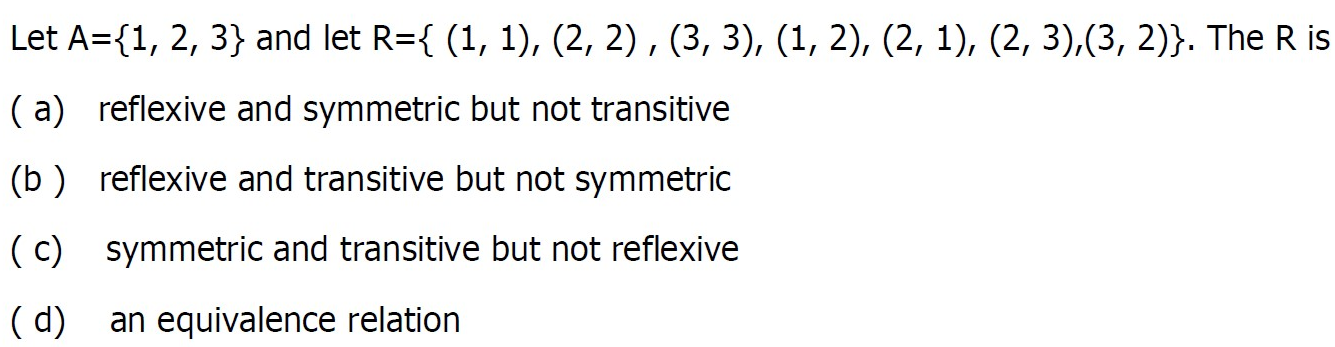 Let A={1, 2, 3} and let R={ (1, 1), (2, 2) , (3, 3), (1, 2), (2, 1), (2, 3),(3, 2)}. The R is
( a) reflexive and symmetric but not transitive
(b ) reflexive and transitive but not symmetric
( c) symmetric and transitive but not reflexive
( d) an equivalence relation